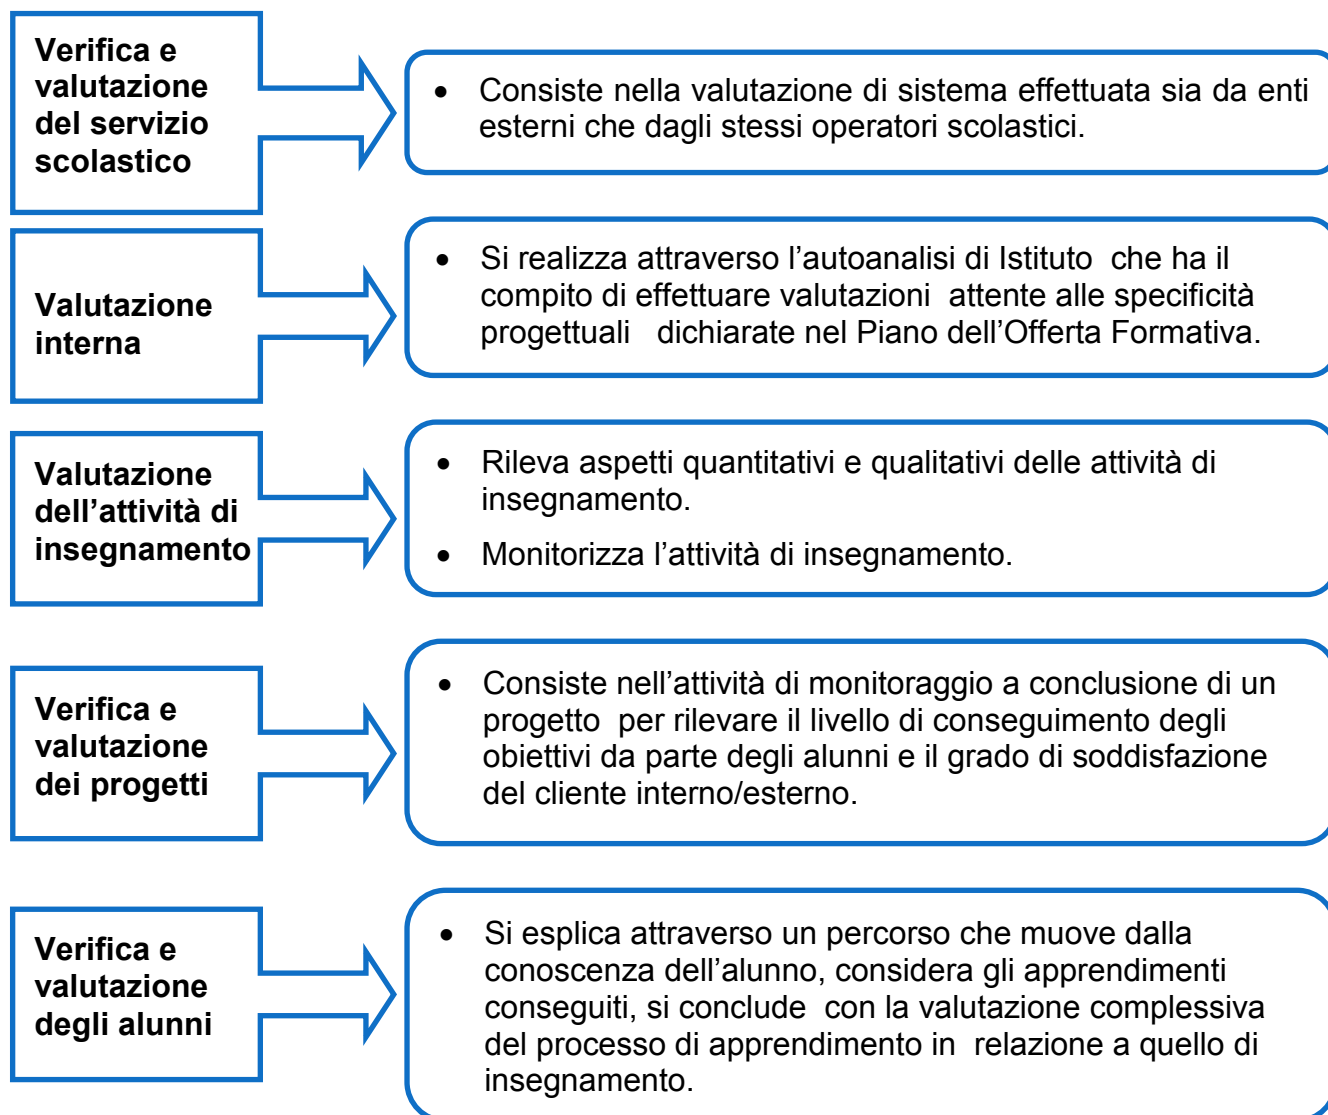 Verifica e
valutazione
del servizio
scolastico
• Consiste nella valutazione di sistema effettuata sia da enti
esterni che dagli stessi operatori scolastici.
Valutazione
interna
• Si realizza attraverso l’autoanalisi di Istituto che ha il
compito di effettuare valutazioni attente alle specificità
progettuali dichiarate nel Piano dell’Offerta Formativa.
Valutazione
dell’attività di
insegnamento
• Rileva aspetti quantitativi e qualitativi delle attività di
insegnamento.
• Monitorizza l’attività di insegnamento.
Verifica e
valutazione
dei progetti
• Consiste nell’attività di monitoraggio a conclusione di un
progetto per rilevare il livello di conseguimento degli
obiettivi da parte degli alunni e il grado di soddisfazione
del cliente interno/esterno.
Verifica e
valutazione
degli alunni
• Si esplica attraverso un percorso che muove dalla
conoscenza dell’alunno, considera gli apprendimenti
conseguiti, si conclude con la valutazione complessiva
del processo di apprendimento in relazione a quello di
insegnamento.